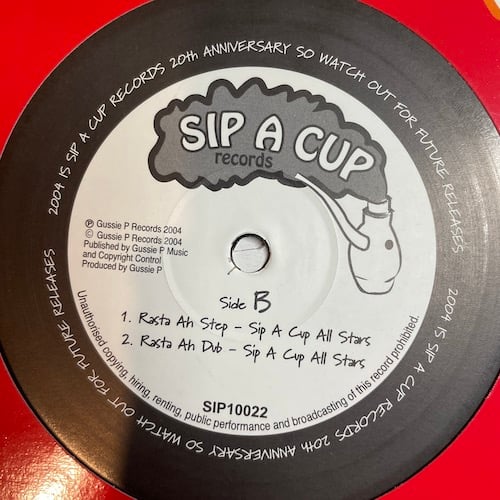 2004 IS SIP A CUP RECORDS 20th ANNIVERSARY SO WATCH OUT FOR FUTURE RELEASES
2004 IS SIP A CUP RECORDS 20th ANNIVERSARY SO WATCH OUT FOR FUTURE RELEASES
SIP A CUP
records
℗ Gussie P Records 2004
© Gussie P Records 2004
Published by Gussie P Music
and Copyright Control
Produced by Gussie P
Side B
1. Rasta Ah Step - Sip A Cup All Stars
2. Rasta Ah Dub - Sip A Cup All Stars
SIP10022
Unauthorised copying, hiring, renting, public performance and broadcasting of this record prohibited.